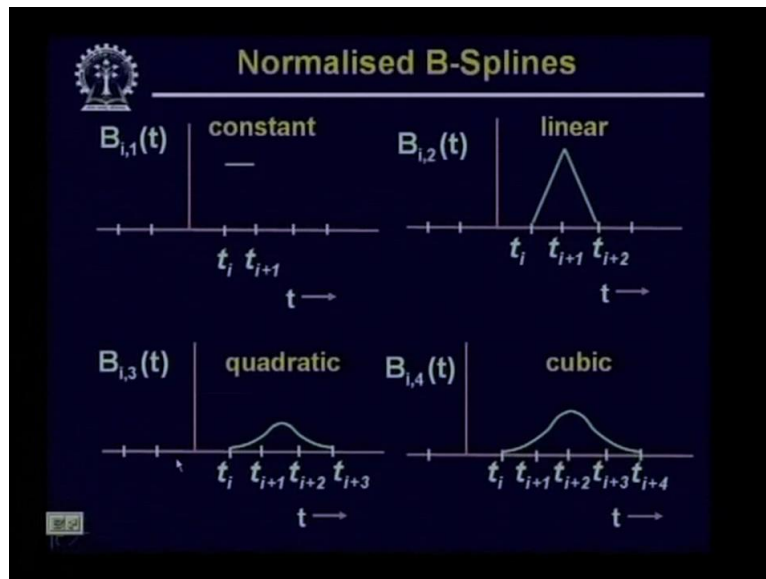 Normalised B-Splines
B_{i,1}(t)
constant
t_i t_{i+1}
t
B_{i,2}(t)
linear
t_i t_{i+1} t_{i+2}
t
B_{i,3}(t)
quadratic
t_i t_{i+1} t_{i+2} t_{i+3}
t
B_{i,4}(t)
cubic
t_i t_{i+1} t_{i+2} t_{i+3} t_{i+4}
t